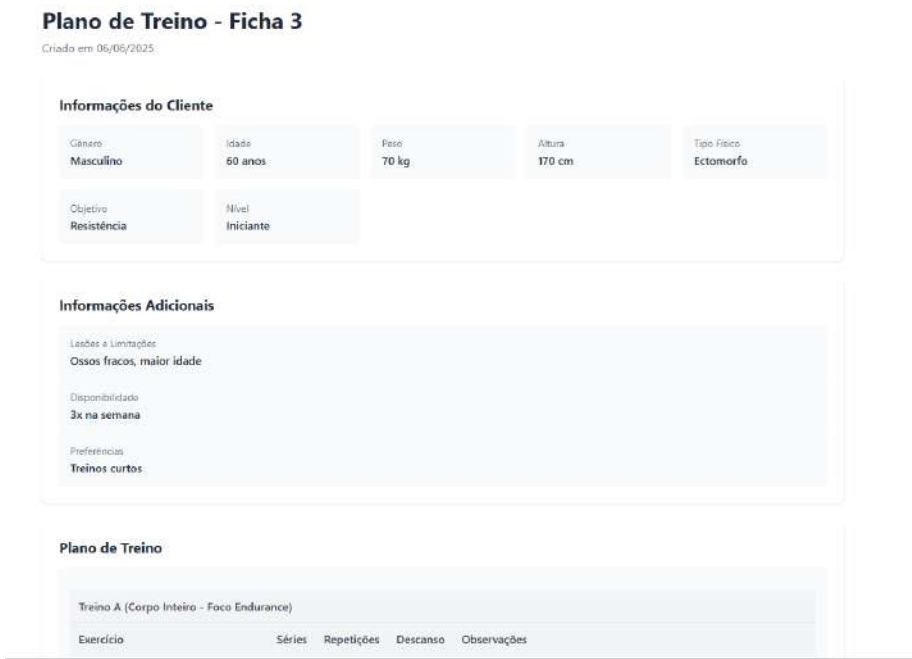 Plano de Treino - Ficha 3
Criado em 06/06/2025
Informações do Cliente
Gênero Idade Peso Altura Tipo Físico
Masculino 60 anos 70 kg 170 cm Ectomorfo
Objetivo Nível
Resistência Iniciante
Informações Adicionais
Lesões e Limitações
Ossos fracos, maior idade
Disponibilidade
3x na semana
Preferências
Treinos curtos
Plano de Treino
Treino A (Corpo Inteiro - Foco Endurance)
Exercício Séries Repetições Descanso Observações